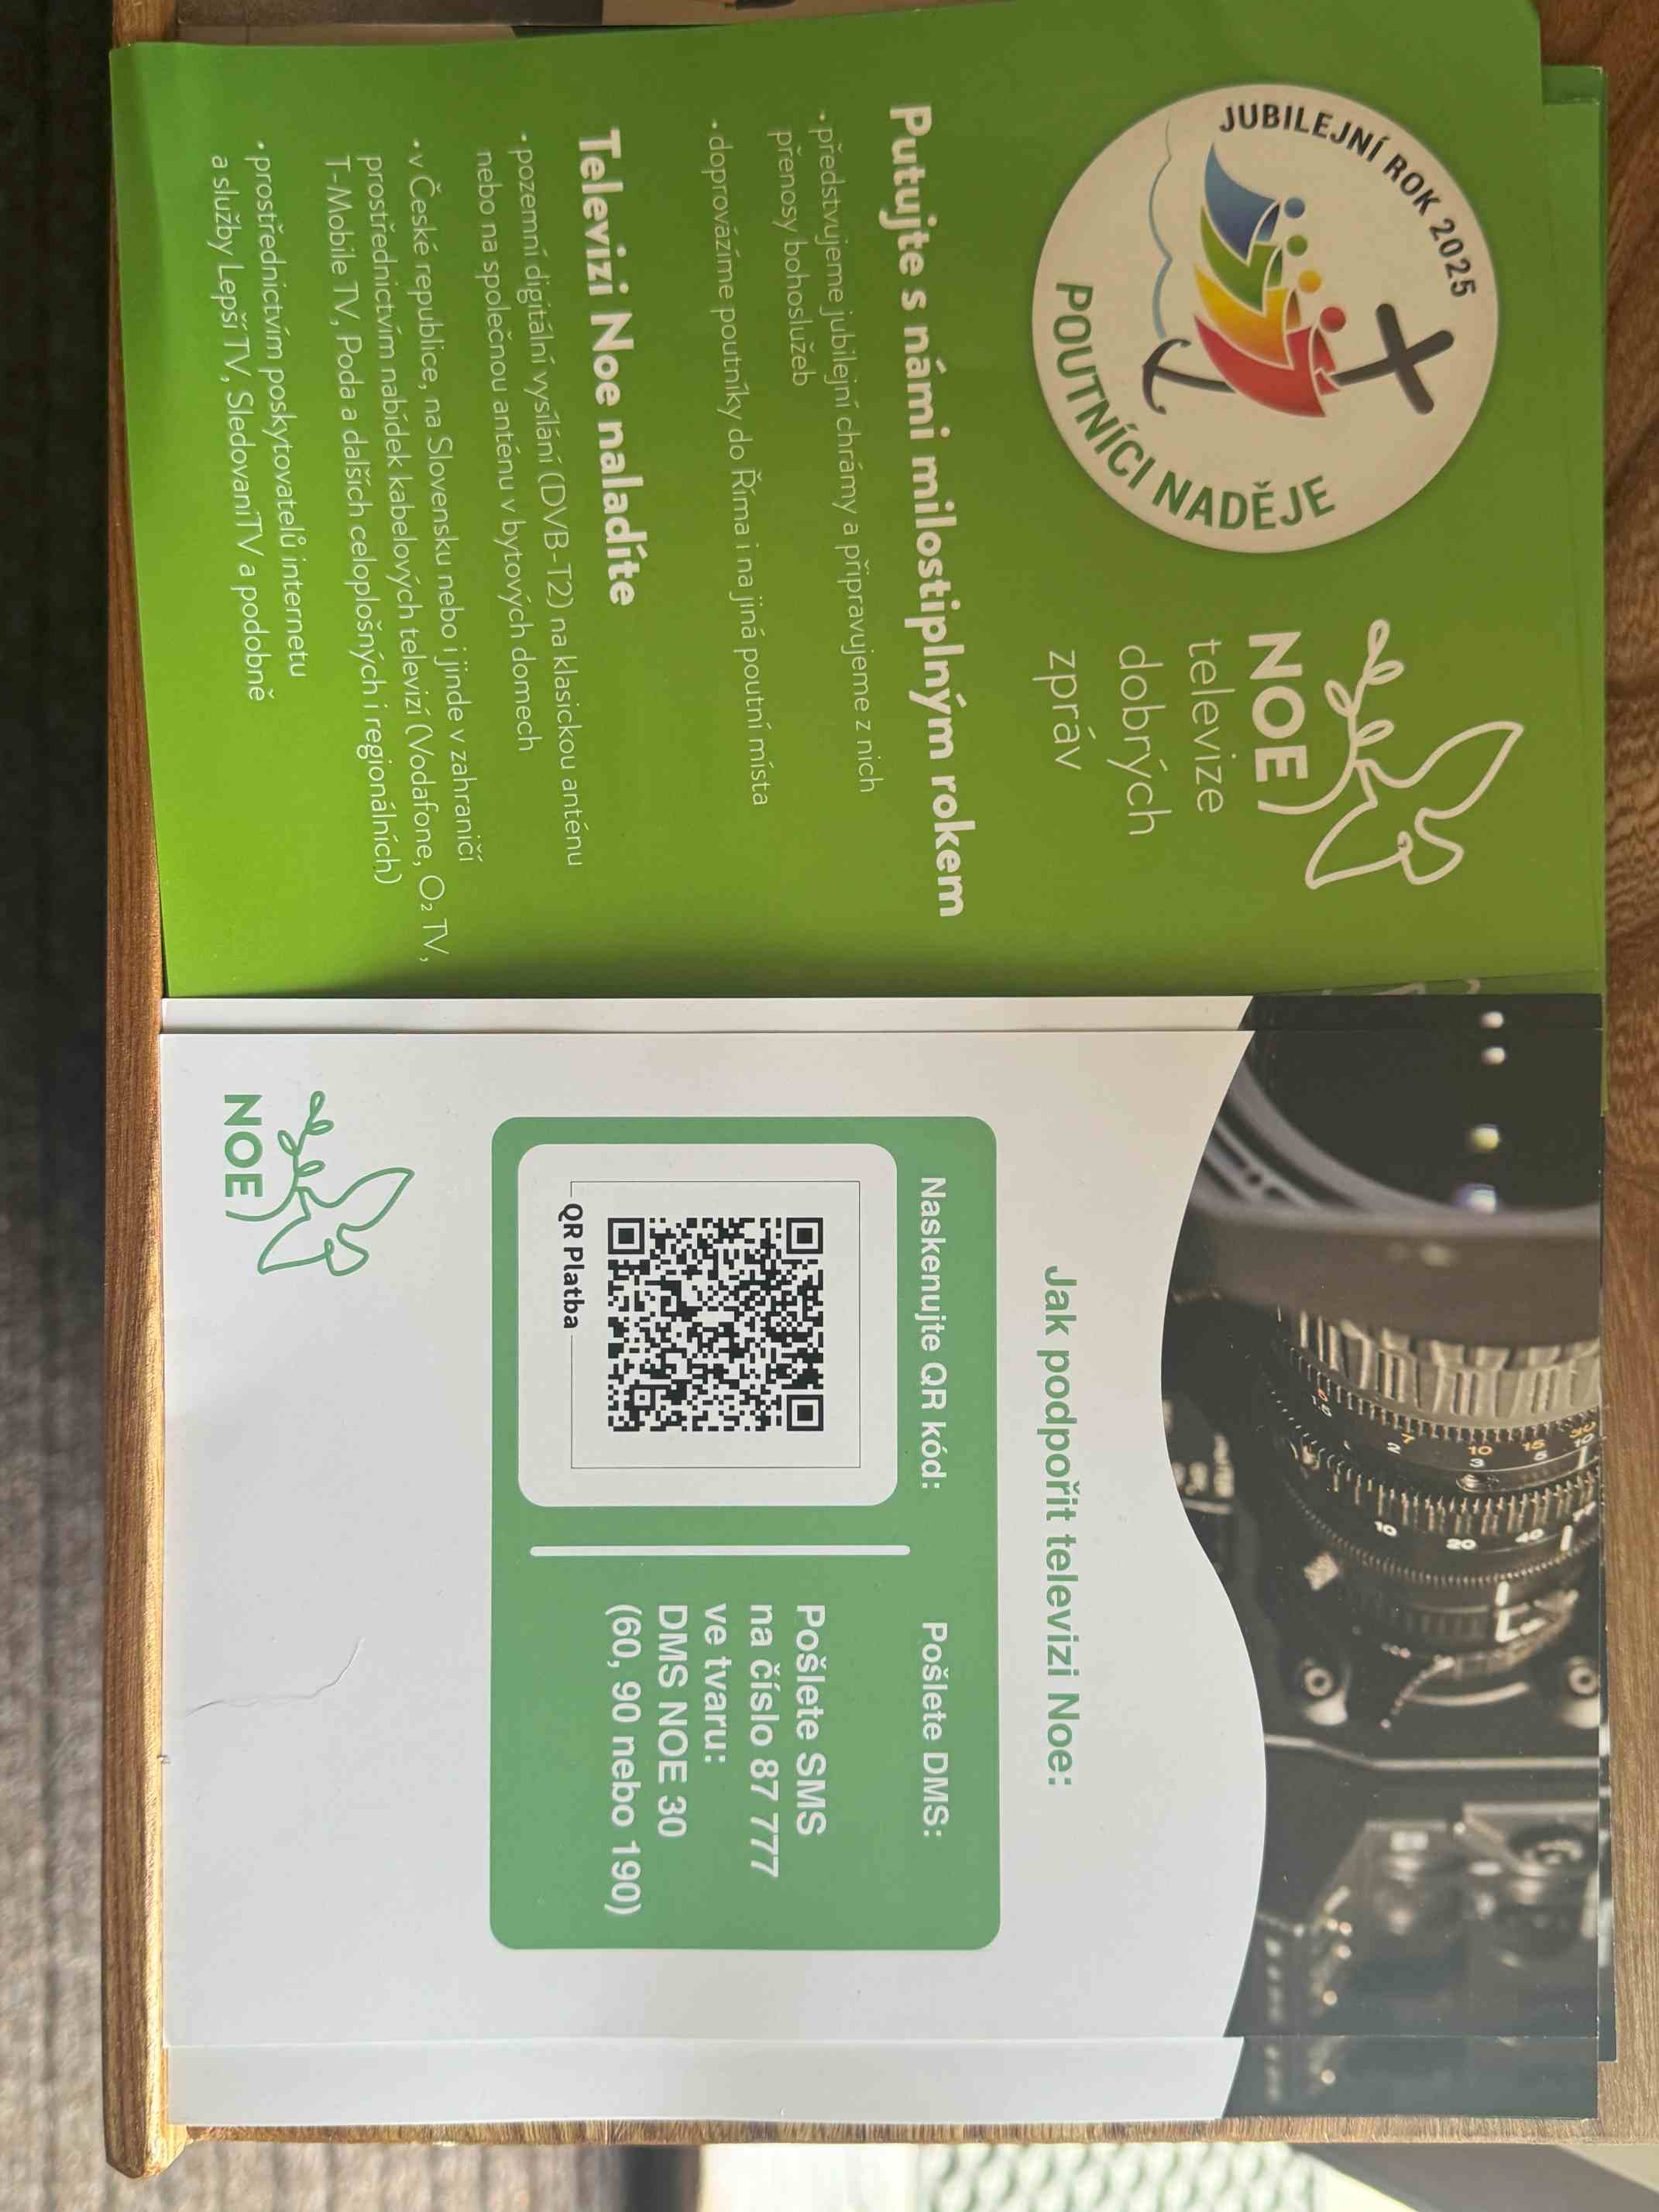 JUBILEJNÍ ROK 2025
POUTNÍCI NADĚJE
NOE
televize
dobrých
zpráv
Putujte s námi milostiplným rokem
• předstvujeme jubilejní chrámy a připravujeme z nich
přenosy bohoslužeb
• doprovázíme poutníky do Říma i na jiná poutní místa
Televizi Noe naladíte
• pozemní digitální vysílání (DVB-T2) na klasickou anténu
nebo na společnou anténu v bytových domech
• v České republice, na Slovensku nebo i jinde v zahraničí
prostřednictvím nabídek kabelových televizí (Vodafone, O₂ TV,
T-Mobile TV, Poda a dalších celoplošných i regionálních)
• prostřednictvím poskytovatelů internetu
a služby Lepší TV, SledovaniTV a podobně
Jak podpořit televizi Noe:
Naskenujte QR kód:
QR Platba
Pošlete DMS:
Pošlete SMS
na číslo 87 777
ve tvaru:
DMS NOE 30
(60, 90 nebo 190)
NOE